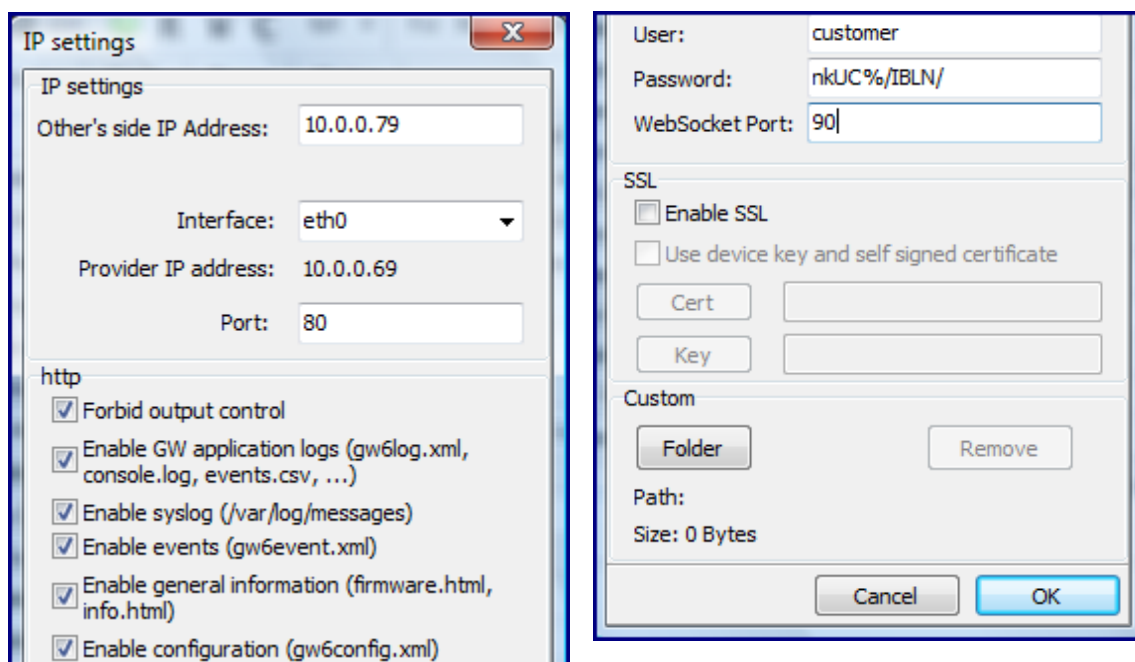 IP settings
IP settings
Other's side IP Address: 10.0.0.79
Interface: eth0
Provider IP address: 10.0.0.69
Port: 80
http
Forbid output control
Enable GW application logs (gw6log.xml,
console.log, events.csv, ...)
Enable syslog (/var/log/messages)
Enable events (gw6event.xml)
Enable general information (firmware.html,
info.html)
Enable configuration (gw6config.xml)
User: customer
Password: nkUC%/IBLN/
WebSocket Port: 90
SSL
Enable SSL
Use device key and self signed certificate
Cert
Key
Custom
Folder Remove
Path:
Size: 0 Bytes
Cancel OK